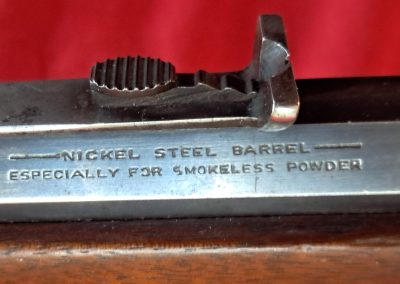 NICKEL STEEL BARREL
ESPECIALLY FOR SMOKELESS POWDER